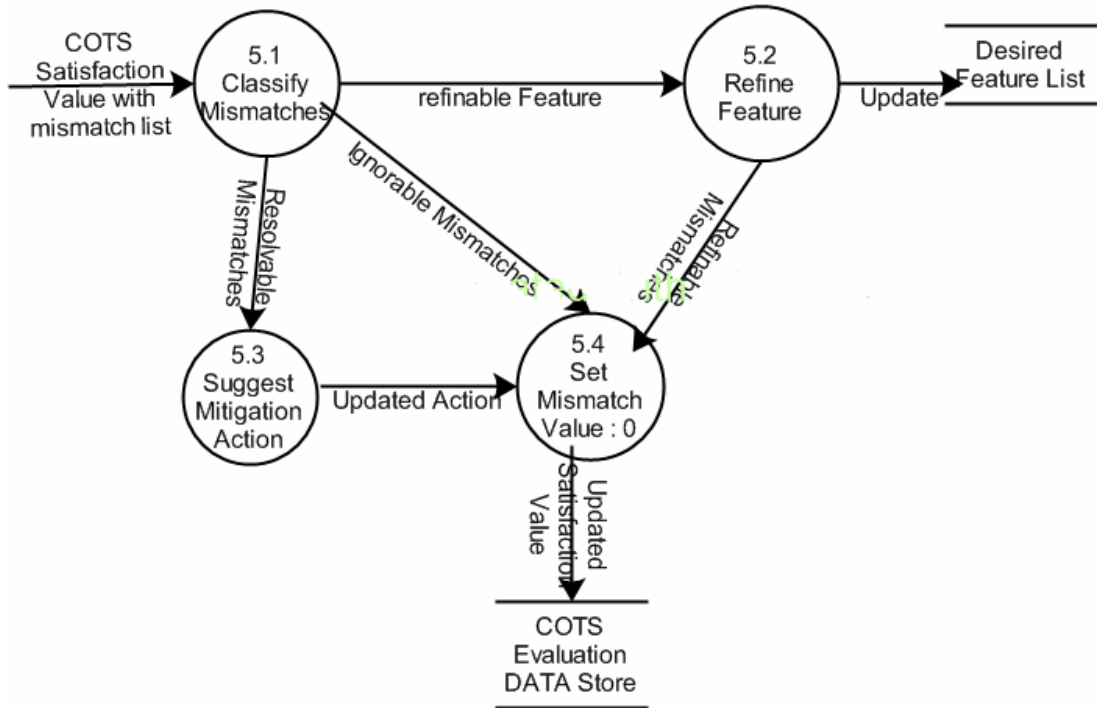 COTS
Satisfaction
Value with
mismatch list
5.1
Classify
Mismatches
refinable Feature
5.2
Refine
Feature
Update
Desired
Feature List
Resolvable
Mismatches
Ignorable Mismatches
Refinable
Mismatches
5.3
Suggest
Mitigation
Action
Updated Action
5.4
Set
Mismatch
Value : 0
Updated
Satisfaction
Value
COTS
Evaluation
DATA Store